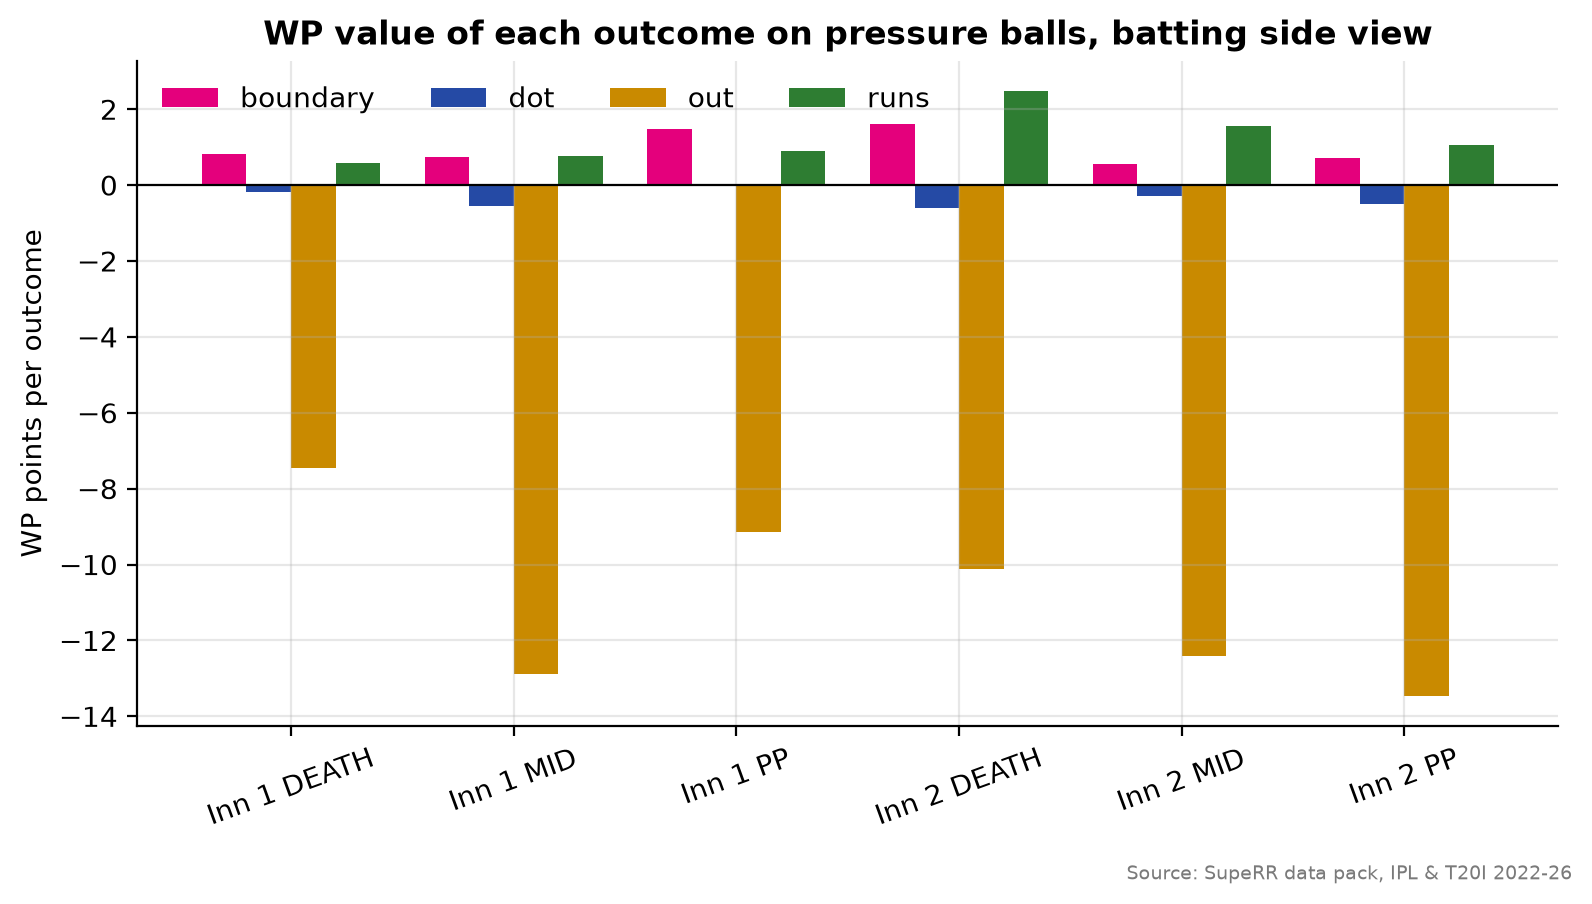 WP value of each outcome on pressure balls, batting side view
boundary dot out runs
WP points per outcome
2
0
−2
−4
−6
−8
−10
−12
−14
Inn 1 DEATH Inn 1 MID Inn 1 PP Inn 2 DEATH Inn 2 MID Inn 2 PP
Source: SupeRR data pack, IPL & T20I 2022-26